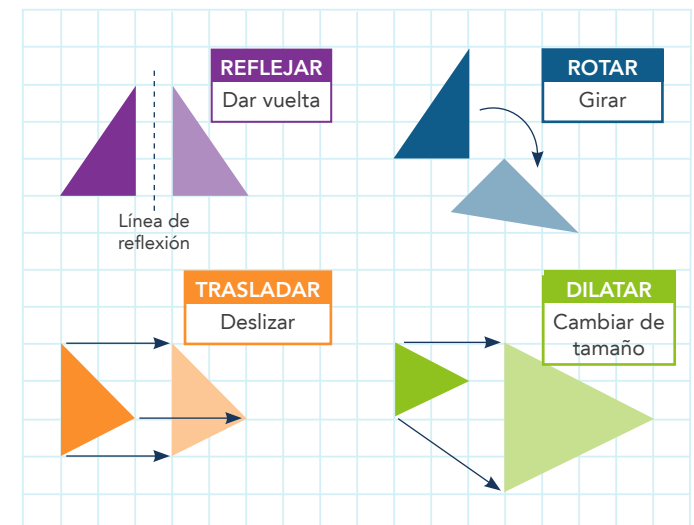 REFLEJAR
Dar vuelta
Línea de
reflexión
ROTAR
Girar
TRASLADAR
Deslizar
DILATAR
Cambiar de
tamaño